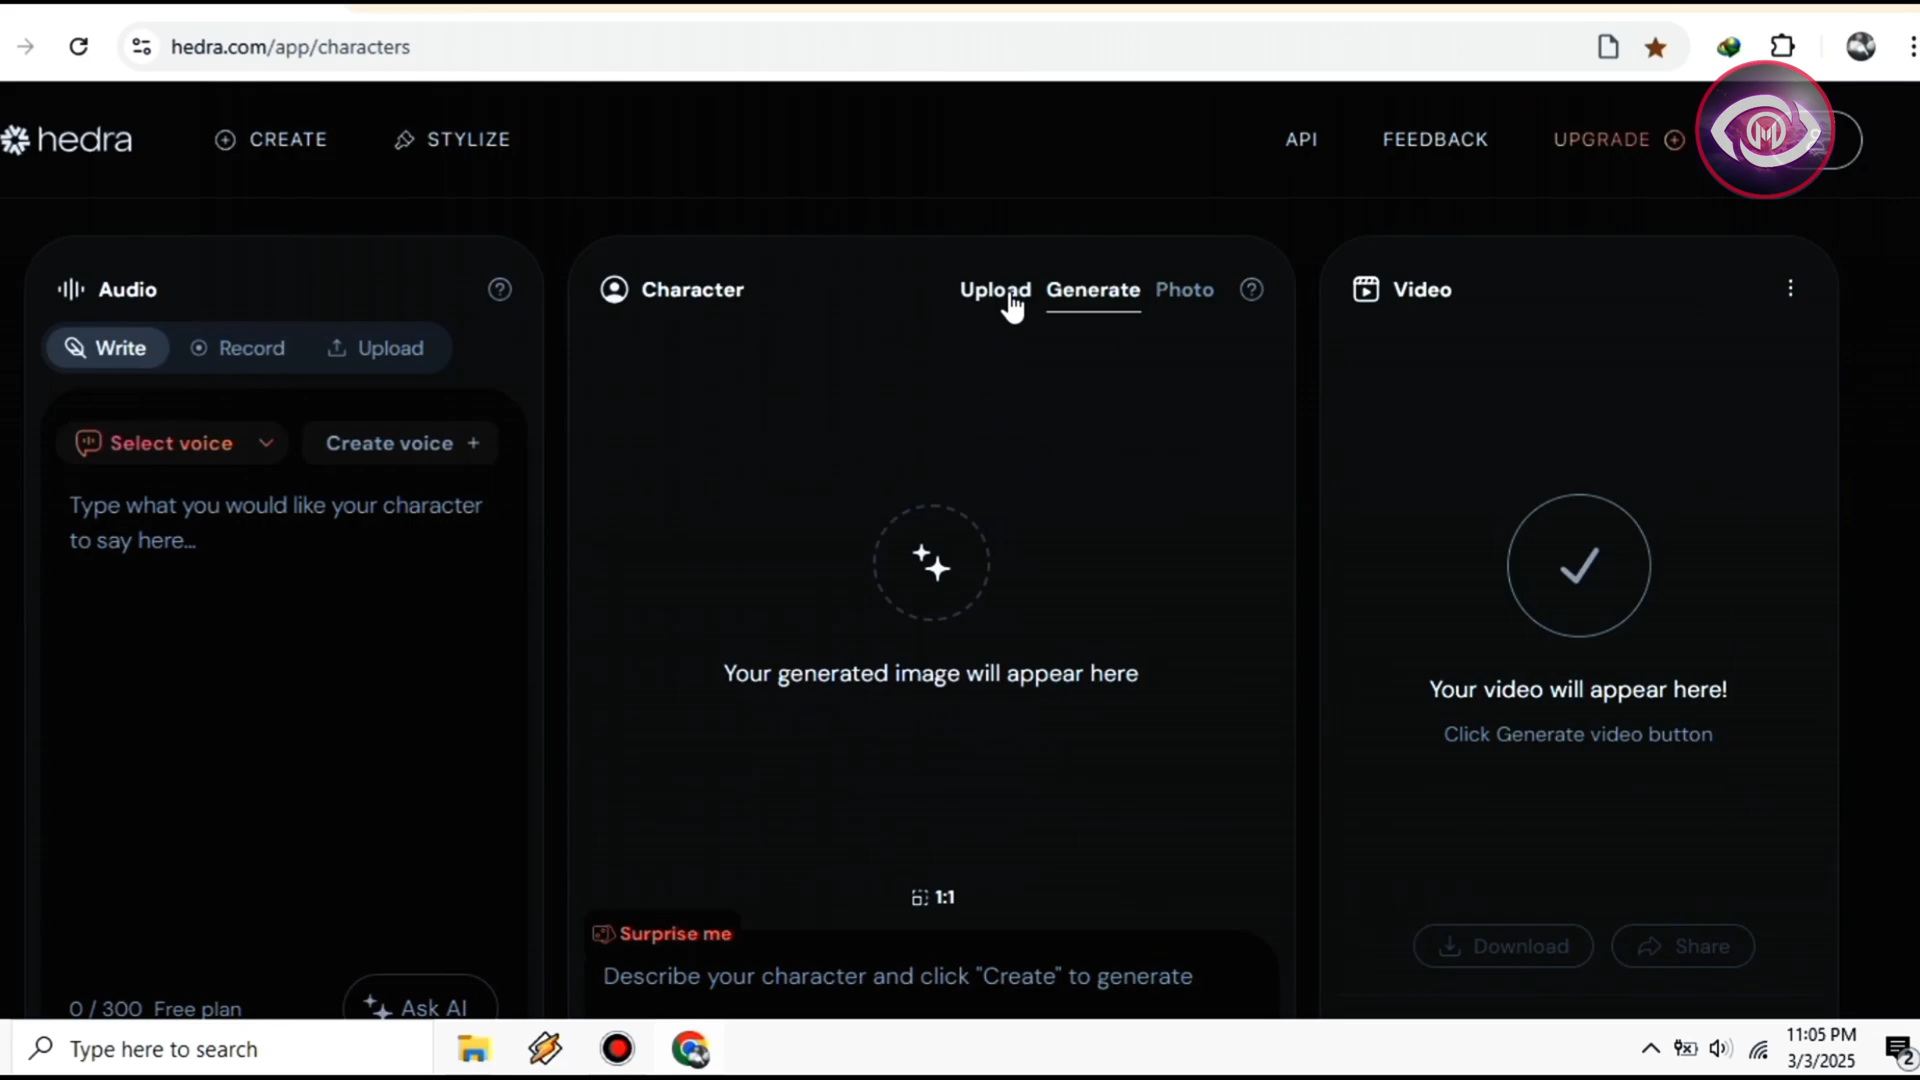 hedra.com/app/characters
hedra
CREATE
STYLIZE
API
FEEDBACK
UPGRADE
M
Audio
Write
Record
Upload
Select voice
Create voice +
Type what you would like your character
to say here...
0 / 300 Free plan
Ask AI
Character
Upload
Generate
Photo
Your generated image will appear here
1:1
Surprise me
Describe your character and click "Create" to generate
Video
Your video will appear here!
Click Generate video button
Download
Share
Type here to search
11:05 PM
3/3/2025
2